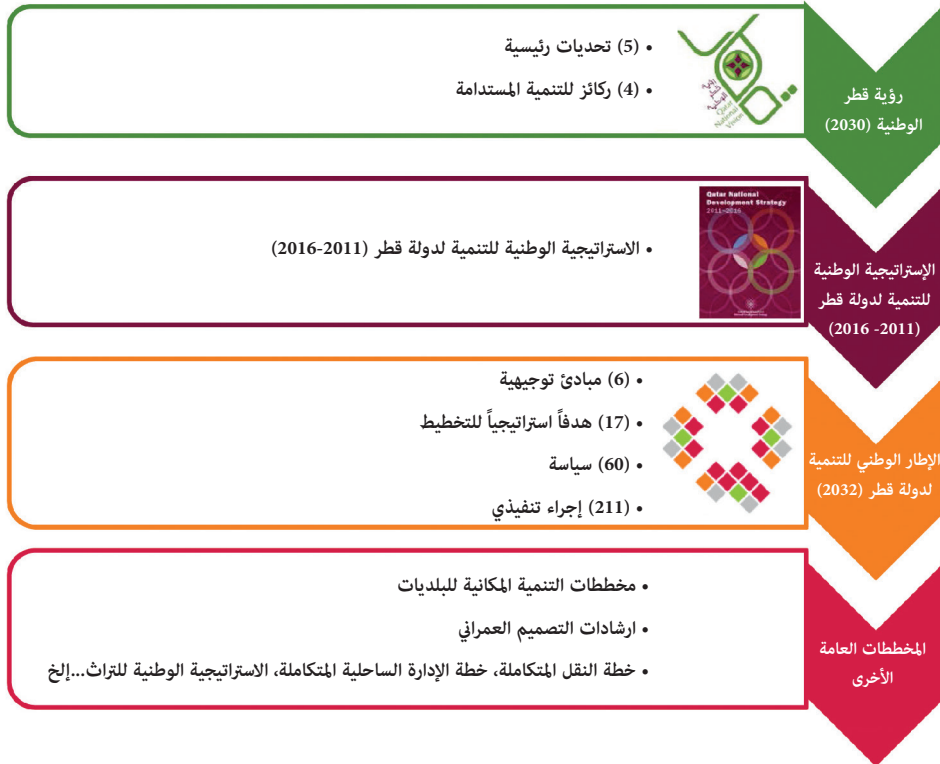 رؤية قطر
الوطنية (2030)
• (5) تحديات رئيسية
• (4) ركائز للتنمية المستدامة
Qatar
National
Vision
الإستراتيجية الوطنية
للتنمية لدولة قطر
(2011- 2016)
Qatar National
Development Strategy
2011-2016
• الاستراتيجية الوطنية للتنمية لدولة قطر (2011-2016)
الإطار الوطني للتنمية
لدولة قطر (2032)
• (6) مبادئ توجيهية
• (17) هدفاً استراتيجياً للتخطيط
• (60) سياسة
• (211) إجراء تنفيذي
المخططات العامة
الأخرى
• مخططات التنمية المكانية للبلديات
• ارشادات التصميم العمراني
• خطة النقل المتكاملة، خطة الإدارة الساحلية المتكاملة، الاستراتيجية الوطنية للتراث...إلخ